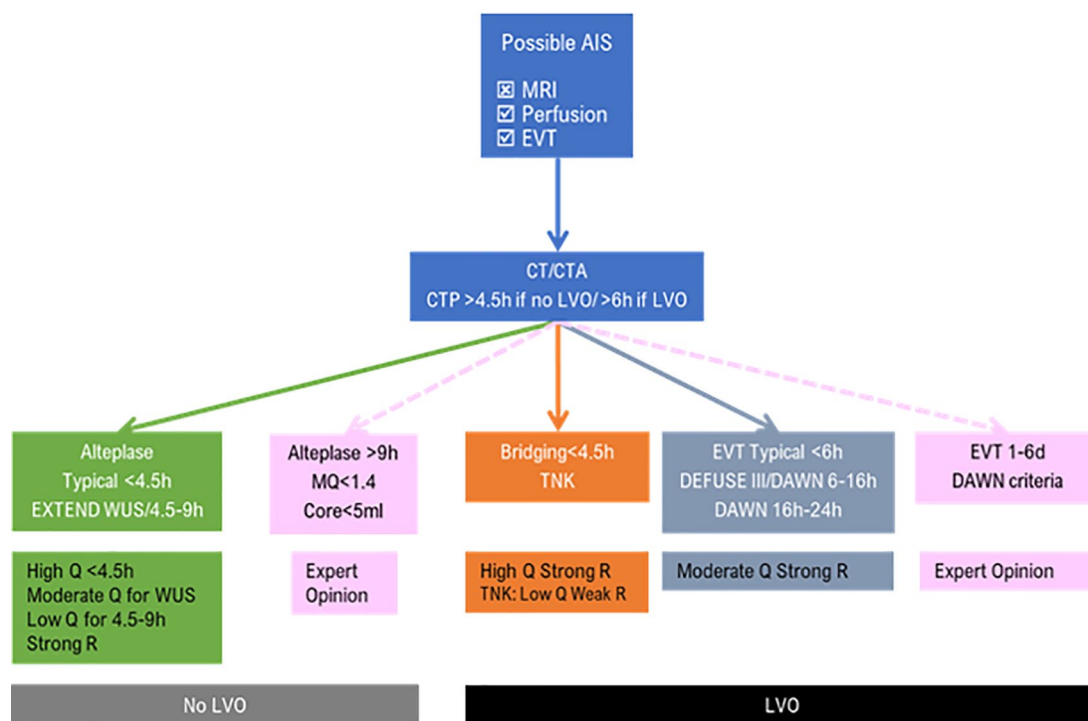 Possible AIS
☒ MRI
☑ Perfusion
☑ EVT
CT/CTA
CTP >4.5h if no LVO/ >6h if LVO
Alteplase
Typical <4.5h
EXTEND WUS/4.5-9h
Alteplase >9h
MQ<1.4
Core<5ml
Bridging<4.5h
TNK
EVT Typical <6h
DEFUSE III/DAWN 6-16h
DAWN 16h-24h
EVT 1-6d
DAWN criteria
High Q <4.5h
Moderate Q for WUS
Low Q for 4.5-9h
Strong R
Expert
Opinion
High Q Strong R
TNK: Low Q Weak R
Moderate Q Strong R
Expert Opinion
No LVO
LVO